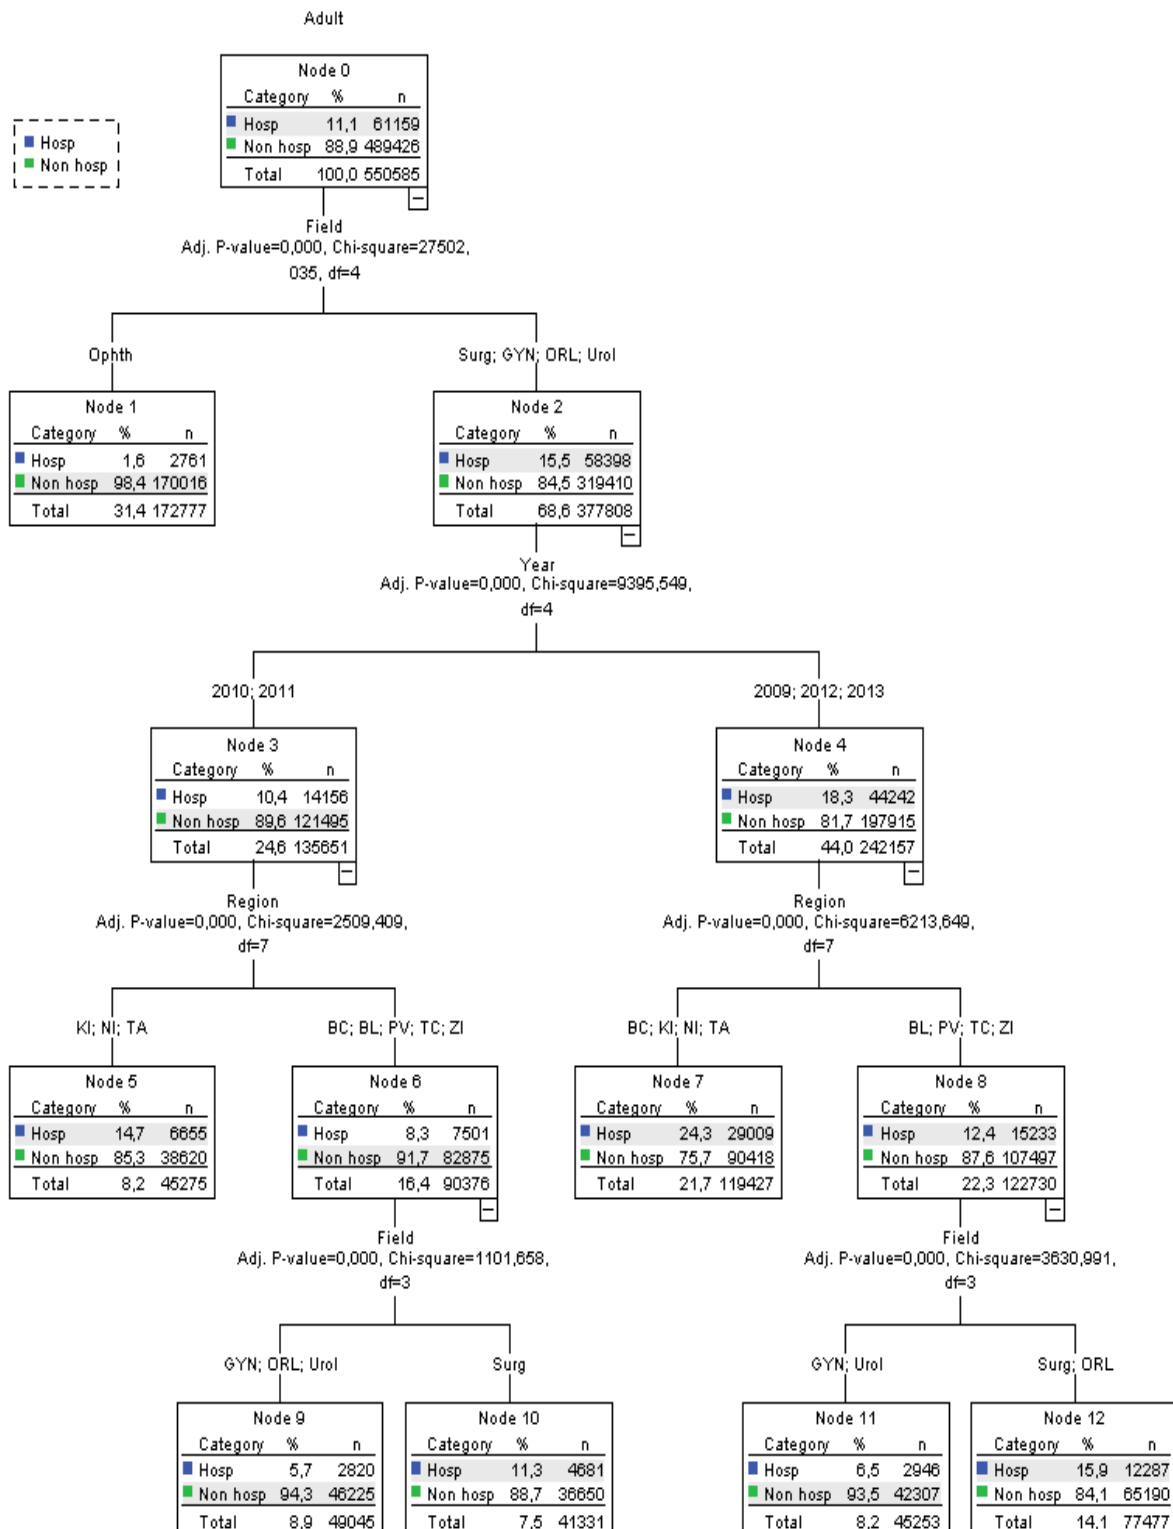 Adult
Hosp
Non hosp
Node 0
Category % n
Hosp 11,1 61159
Non hosp 88,9 489426
Total 100,0 550585
Field
Adj. P-value=0,000, Chi-square=27502,
035, df=4
Ophth
Surg; GYN; ORL; Urol
Node 1
Category % n
Hosp 1,6 2761
Non hosp 98,4 170016
Total 31,4 172777
Node 2
Category % n
Hosp 15,5 58398
Non hosp 84,5 319410
Total 68,6 377808
Year
Adj. P-value=0,000, Chi-square=9395,549,
df=4
2010; 2011
2009; 2012; 2013
Node 3
Category % n
Hosp 10,4 14156
Non hosp 89,6 121495
Total 24,6 135651
Node 4
Category % n
Hosp 18,3 44242
Non hosp 81,7 197915
Total 44,0 242157
Region
Adj. P-value=0,000, Chi-square=2509,409,
df=7
Region
Adj. P-value=0,000, Chi-square=6213,649,
df=7
KI; NI; TA
BC; BL; PV; TC; ZI
BC; KI; NI; TA
BL; PV; TC; ZI
Node 5
Category % n
Hosp 14,7 6655
Non hosp 85,3 38620
Total 8,2 45275
Node 6
Category % n
Hosp 8,3 7501
Non hosp 91,7 82875
Total 16,4 90376
Node 7
Category % n
Hosp 24,3 29009
Non hosp 75,7 90418
Total 21,7 119427
Node 8
Category % n
Hosp 12,4 15233
Non hosp 87,6 107497
Total 22,3 122730
Field
Adj. P-value=0,000, Chi-square=1101,658,
df=3
Field
Adj. P-value=0,000, Chi-square=3630,991,
df=3
GYN; ORL; Urol
Surg
GYN; Urol
Surg; ORL
Node 9
Category % n
Hosp 5,7 2820
Non hosp 94,3 46225
Total 8,9 49045
Node 10
Category % n
Hosp 11,3 4681
Non hosp 88,7 36650
Total 7,5 41331
Node 11
Category % n
Hosp 6,5 2946
Non hosp 93,5 42307
Total 8,2 45253
Node 12
Category % n
Hosp 15,9 12287
Non hosp 84,1 65190
Total 14,1 77477